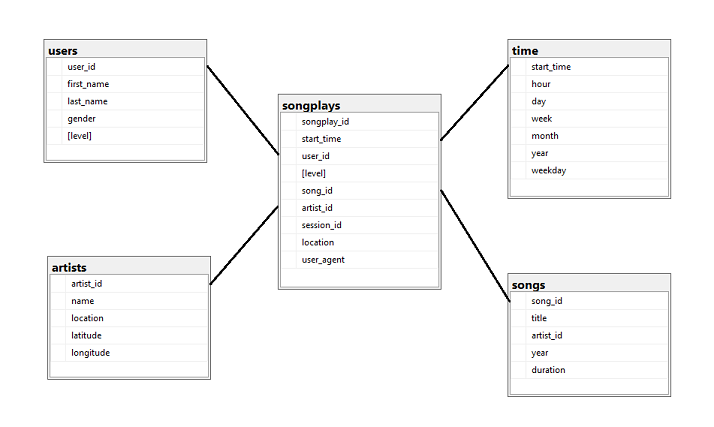 users
user_id
first_name
last_name
gender
[level]
songplays
songplay_id
start_time
user_id
[level]
song_id
artist_id
session_id
location
user_agent
time
start_time
hour
day
week
month
year
weekday
artists
artist_id
name
location
latitude
longitude
songs
song_id
title
artist_id
year
duration